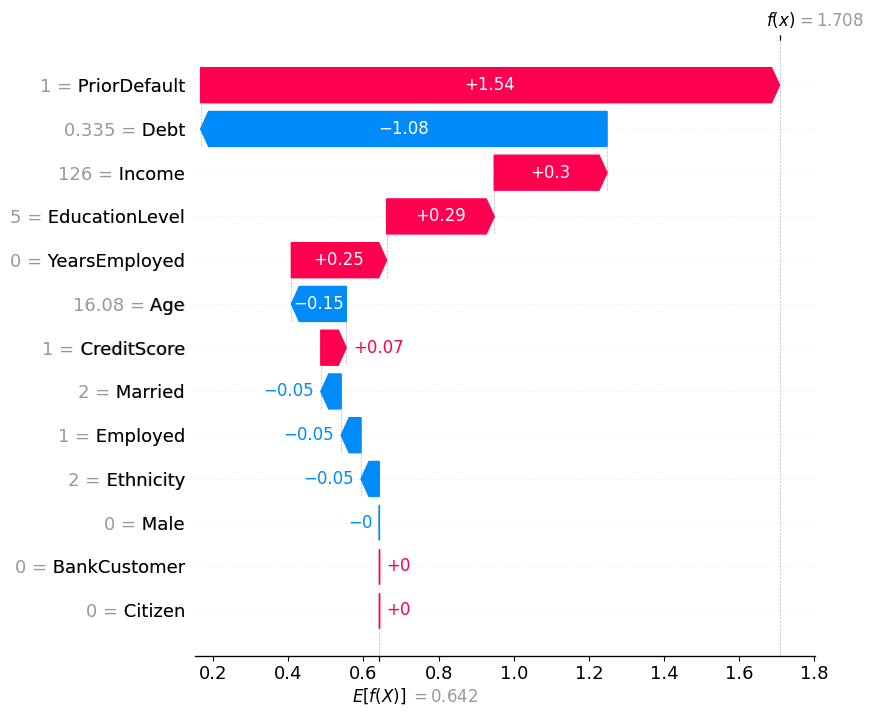 f(x) = 1.708
1 = PriorDefault +1.54
0.335 = Debt −1.08
126 = Income +0.3
5 = EducationLevel +0.29
0 = YearsEmployed +0.25
16.08 = Age −0.15
1 = CreditScore +0.07
2 = Married −0.05
1 = Employed −0.05
2 = Ethnicity −0.05
0 = Male −0
0 = BankCustomer +0
0 = Citizen +0
0.2 0.4 0.6 0.8 1.0 1.2 1.4 1.6 1.8
E[f(X)] = 0.642